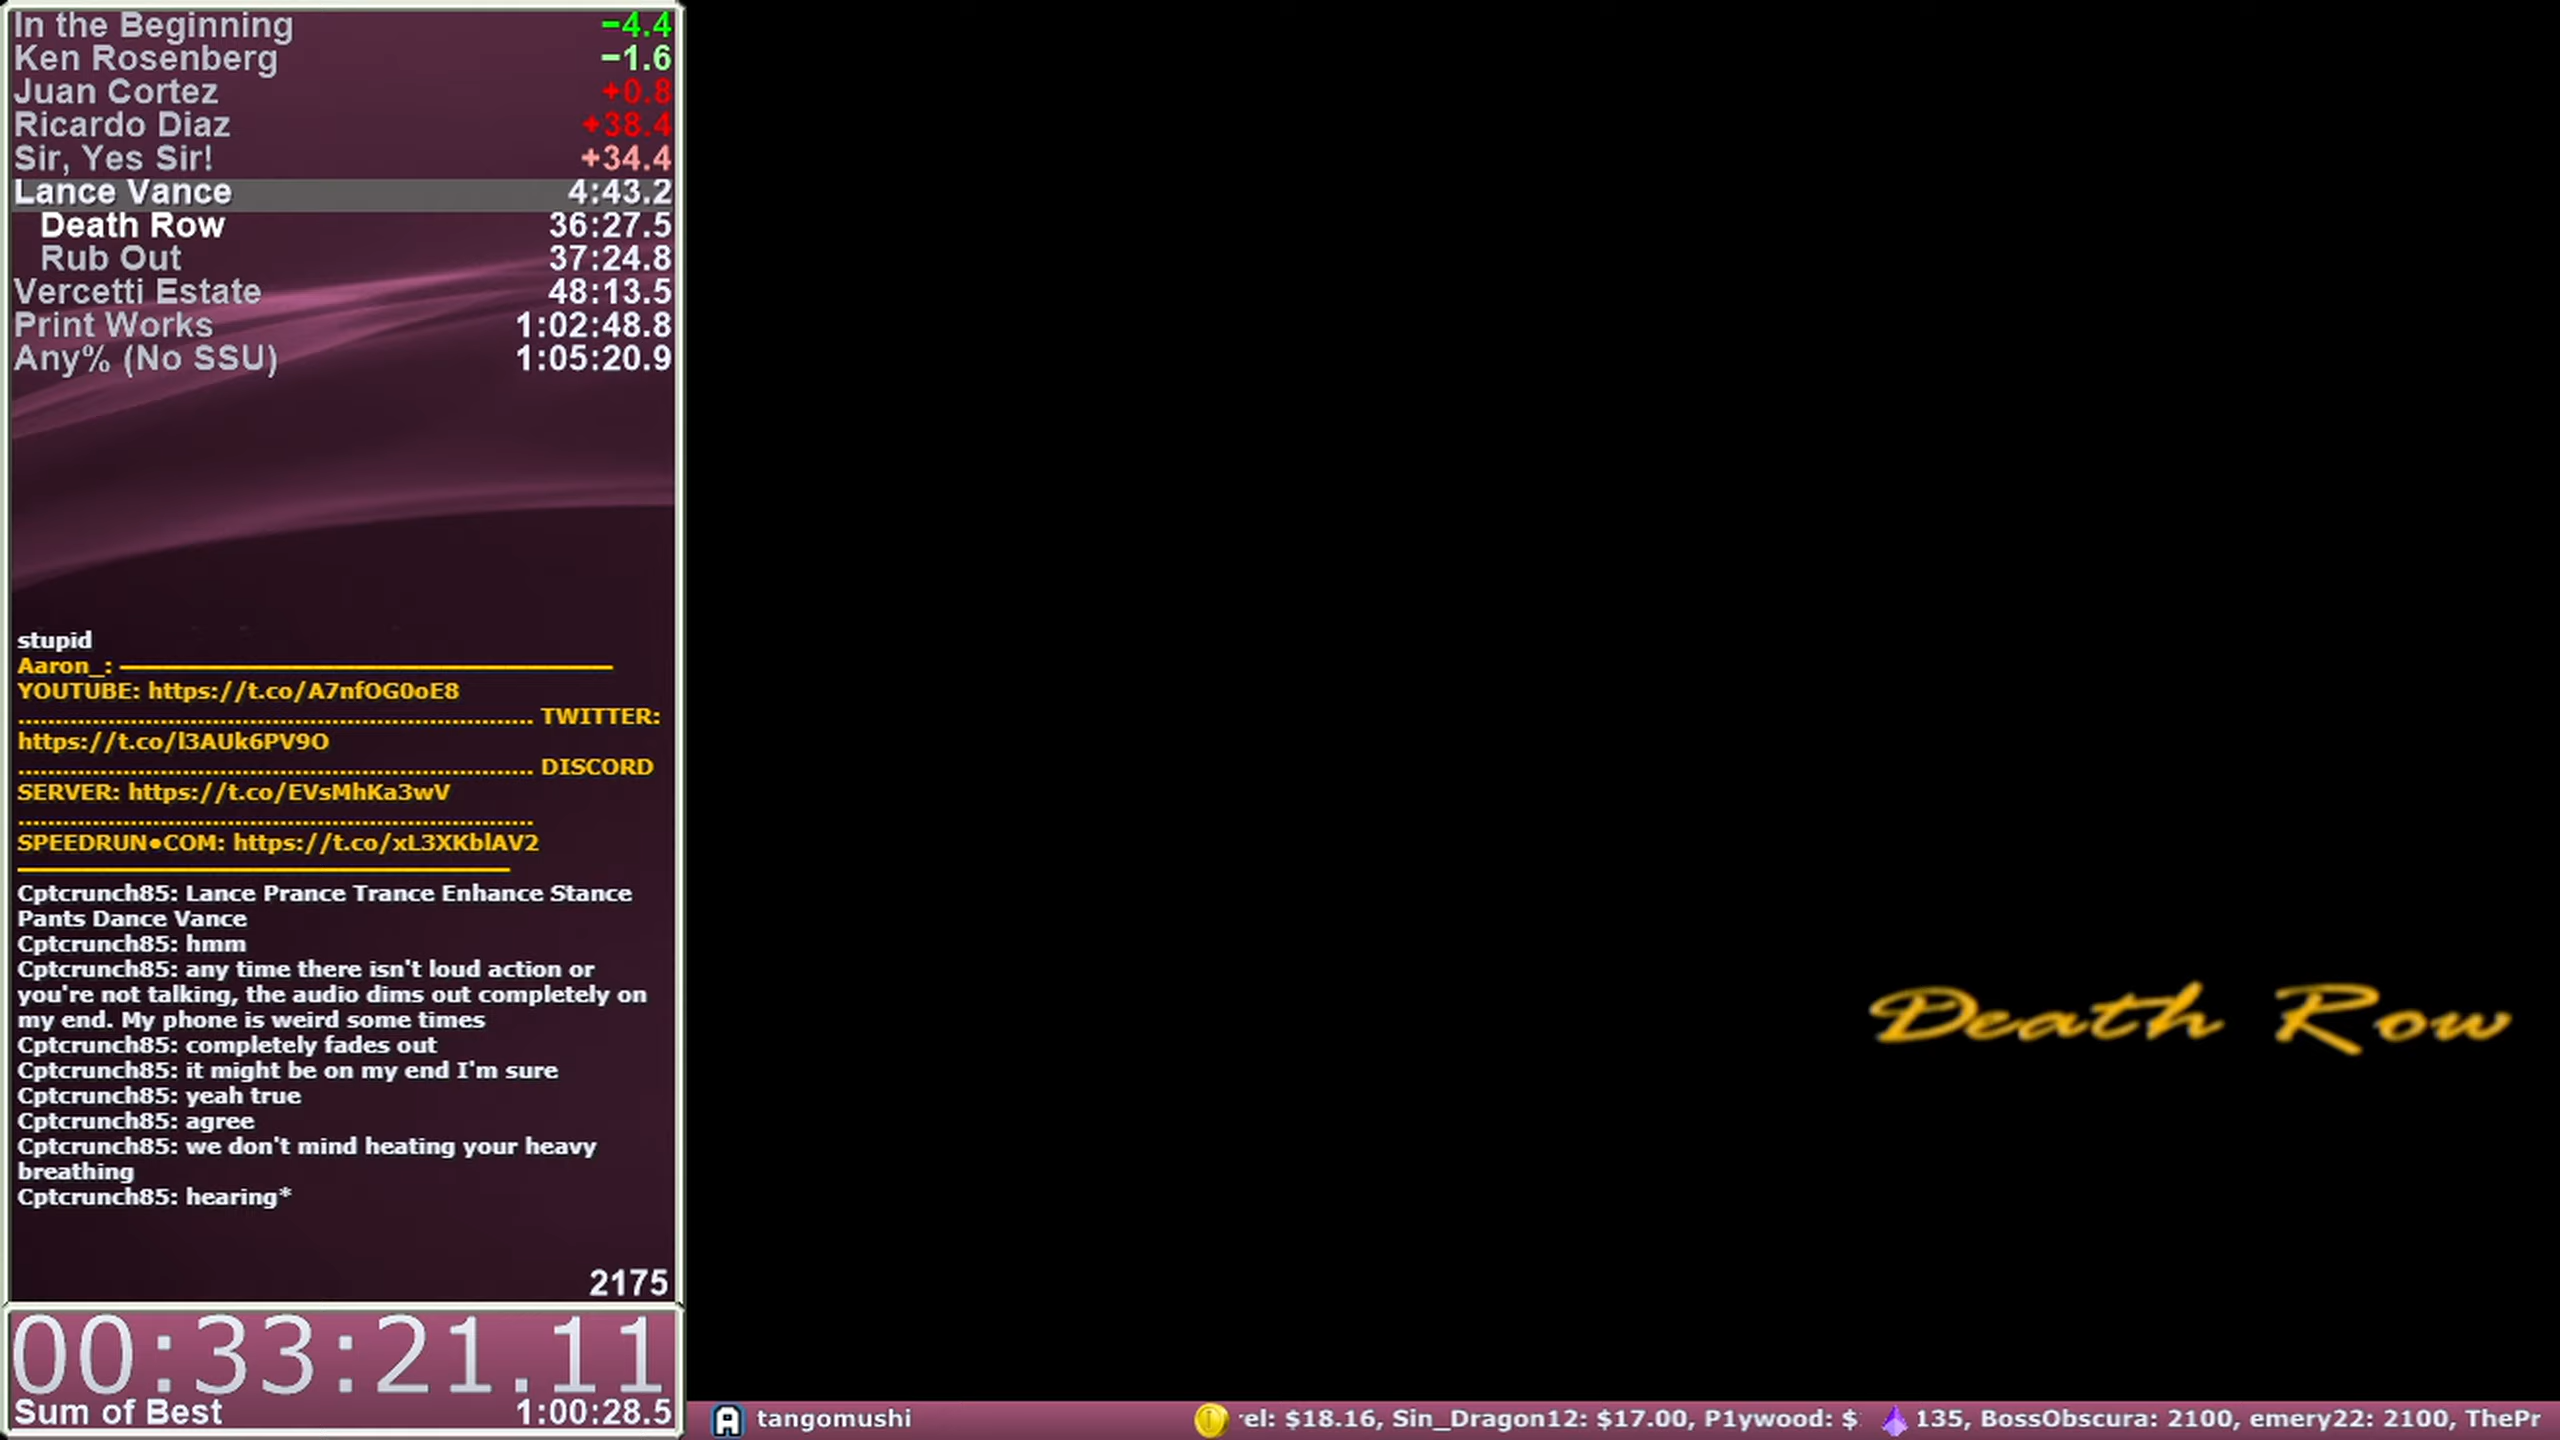 In the Beginning −4.4
Ken Rosenberg −1.6
Juan Cortez +0.8
Ricardo Diaz +38.4
Sir, Yes Sir! +34.4
Lance Vance 4:43.2
Death Row 36:27.5
Rub Out 37:24.8
Vercetti Estate 48:13.5
Print Works 1:02:48.8
Any% (No SSU) 1:05:20.9
stupid
Aaron_:
YOUTUBE: https://t.co/A7nfOG0oE8
TWITTER:
https://t.co/l3AUk6PV9O
DISCORD
SERVER: https://t.co/EVsMhKa3wV
SPEEDRUN●COM: https://t.co/xL3XKblAV2
Cptcrunch85: Lance Prance Trance Enhance Stance
Pants Dance Vance
Cptcrunch85: hmm
Cptcrunch85: any time there isn't loud action or
you're not talking, the audio dims out completely on
my end. My phone is weird some times
Cptcrunch85: completely fades out
Cptcrunch85: it might be on my end I'm sure
Cptcrunch85: yeah true
Cptcrunch85: agree
Cptcrunch85: we don't mind heating your heavy
breathing
Cptcrunch85: hearing*
2175
00:33:21.11
Sum of Best 1:00:28.5
Death Row
tangomushi
el: $18.16, Sin_Dragon12: $17.00, P1ywood: $
135, BossObscura: 2100, emery22: 2100, ThePr